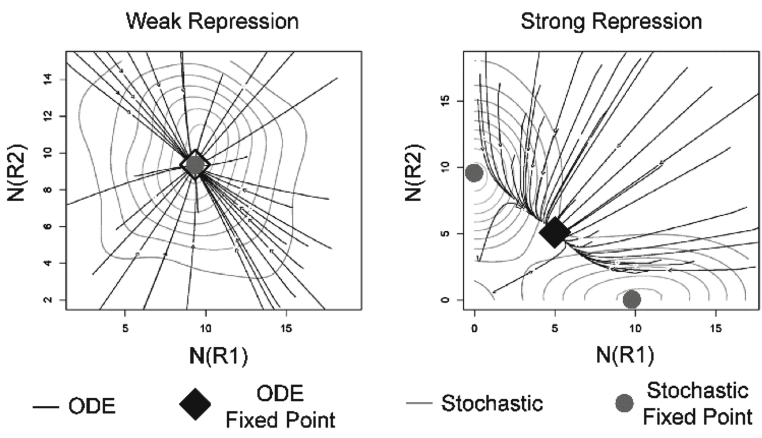 Weak Repression
Strong Repression
N(R2)
14
12
10
8
6
4
2
5
10
15
N(R1)
N(R2)
15
10
5
0
0
5
10
15
N(R1)
ODE
ODE
Fixed Point
Stochastic
Stochastic
Fixed Point